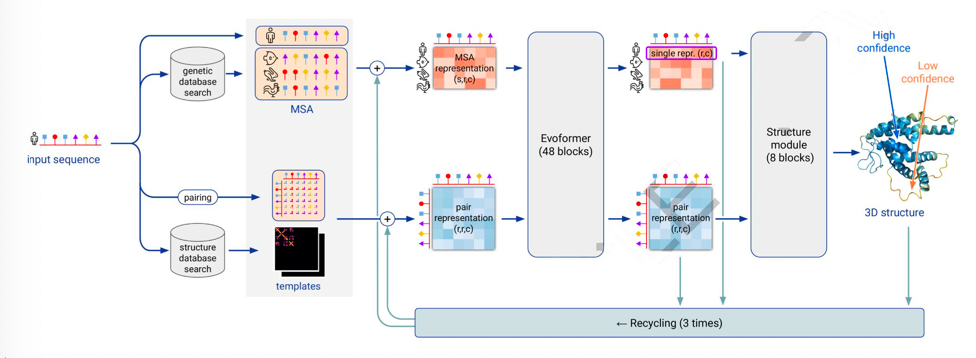 input sequence
genetic
database
search
pairing
structure
database
search
MSA
templates
+
+
MSA
representation
(s,r,c)
pair
representation
(r,r,c)
Evoformer
(48 blocks)
single repr. (r,c)
pair
representation
(r,r,c)
Structure
module
(8 blocks)
High
confidence
Low
confidence
3D structure
← Recycling (3 times)